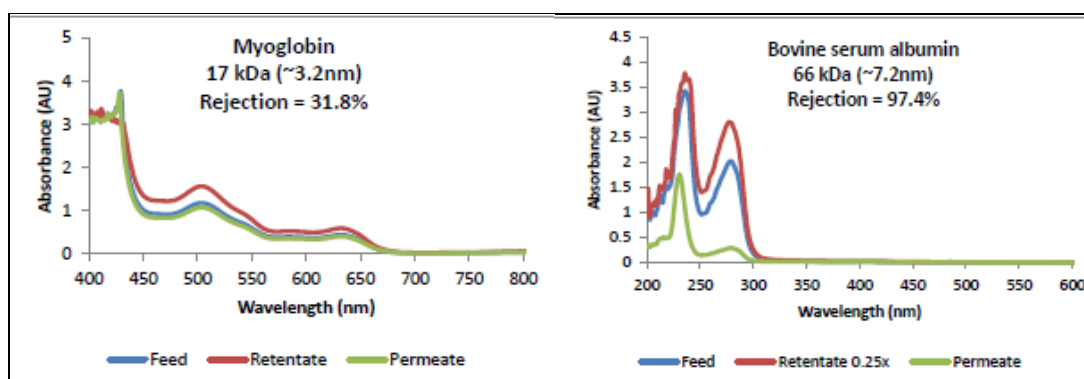 Myoglobin
17 kDa (~3.2nm)
Rejection = 31.8%
Absorbance (AU)
5
4
3
2
1
0
400 450 500 550 600 650 700 750 800
Wavelength (nm)
Feed Retentate Permeate
Bovine serum albumin
66 kDa (~7.2nm)
Rejection = 97.4%
Absorbance (AU)
4.5
4
3.5
3
2.5
2
1.5
1
0.5
0
200 250 300 350 400 450 500 550 600
Wavelength (nm)
Feed Retentate 0.25x Permeate